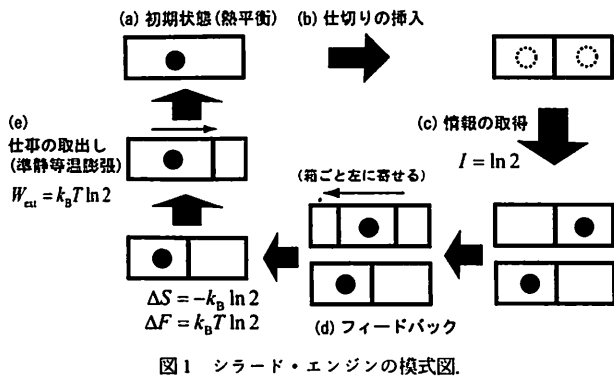 (a) 初期状態(熱平衡)
(b) 仕切りの挿入
(c) 情報の取得
I = ln 2
(e)
仕事の取出し
(準静等温膨張)
W_ext = k_B T ln 2
(箱ごと左に寄せる)
ΔS = −k_B ln 2
ΔF = k_B T ln 2
(d) フィードバック
図1 シラード・エンジンの模式図.